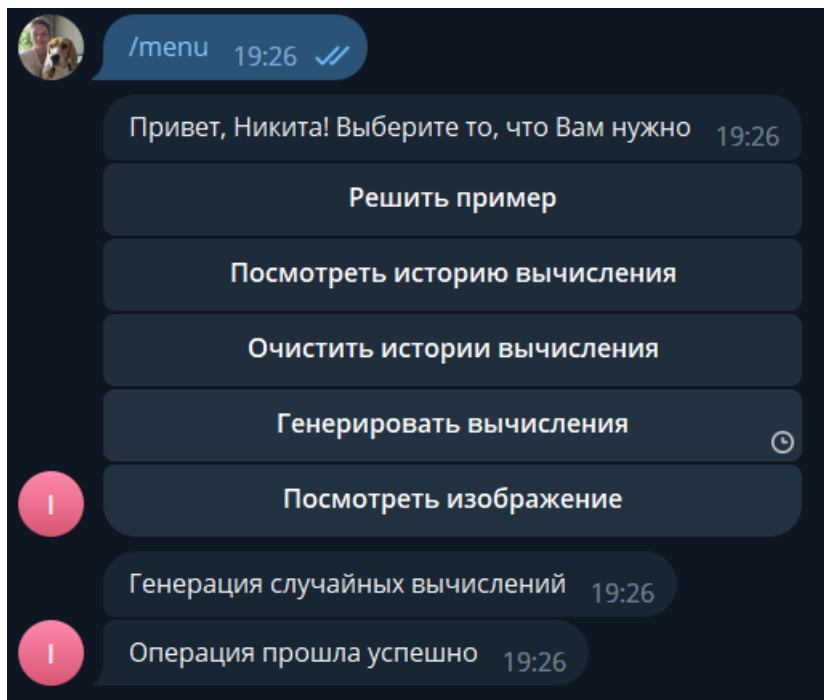 /menu 19:26
Привет, Никита! Выберите то, что Вам нужно 19:26
Решить пример
Посмотреть историю вычисления
Очистить истории вычисления
Генерировать вычисления
I Посмотреть изображение
Генерация случайных вычислений 19:26
I Операция прошла успешно 19:26